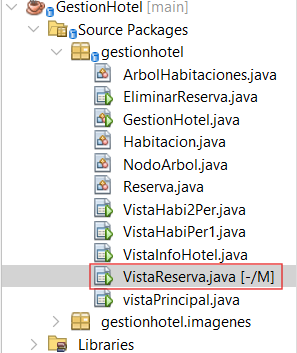 GestionHotel [main]
Source Packages
gestionhotel
ArbolHabitaciones.java
EliminarReserva.java
GestionHotel.java
Habitacion.java
NodoArbol.java
Reserva.java
VistaHabi2Per.java
VistaHabiPer1.java
VistaInfoHotel.java
VistaReserva.java [-/M]
vistaPrincipal.java
gestionhotel.imagenes
Libraries